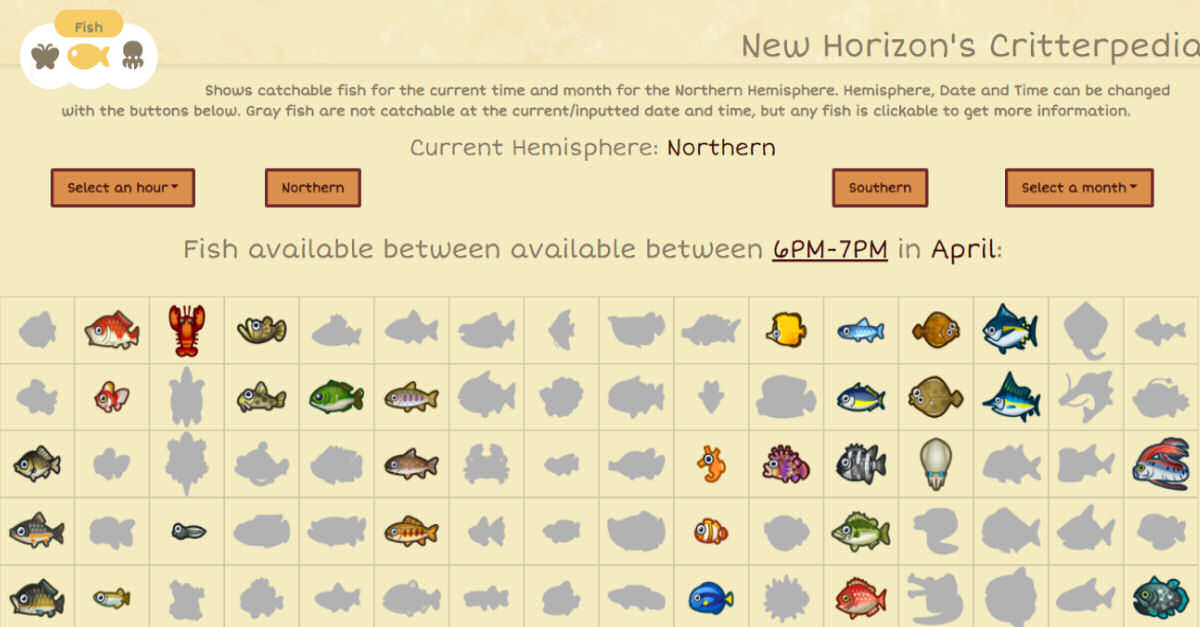 Fish
New Horizon's Critterpedia
Shows catchable fish for the current time and month for the Northern Hemisphere. Hemisphere, Date and Time can be changed
with the buttons below. Gray fish are not catchable at the current/inputted date and time, but any fish is clickable to get more information.
Current Hemisphere: Northern
Select an hour Northern Southern Select a month
Fish available between available between 6PM-7PM in April: